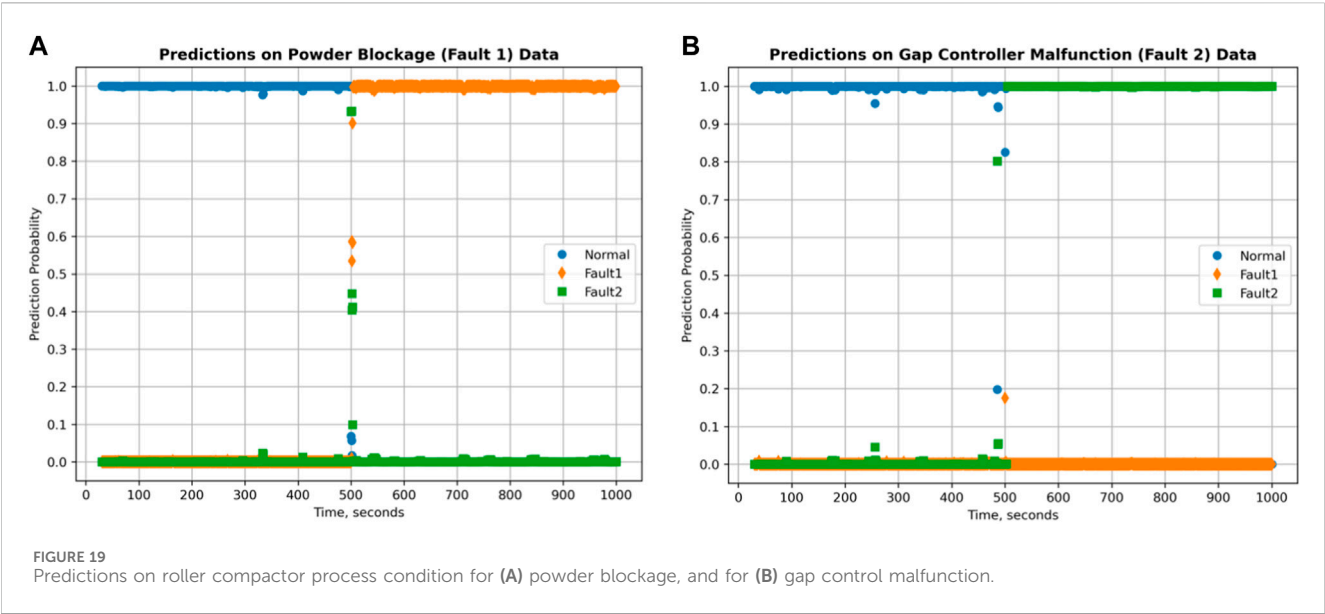 A
Predictions on Powder Blockage (Fault 1) Data
1.0
0.9
0.8
0.7
0.6
0.5
0.4
0.3
0.2
0.1
0.0
Prediction Probability
Normal
Fault1
Fault2
0 100 200 300 400 500 600 700 800 900 1000
Time, seconds
B
Predictions on Gap Controller Malfunction (Fault 2) Data
1.0
0.9
0.8
0.7
0.6
0.5
0.4
0.3
0.2
0.1
0.0
Prediction Probability
Normal
Fault1
Fault2
0 100 200 300 400 500 600 700 800 900 1000
Time, seconds
FIGURE 19
Predictions on roller compactor process condition for (A) powder blockage, and for (B) gap control malfunction.